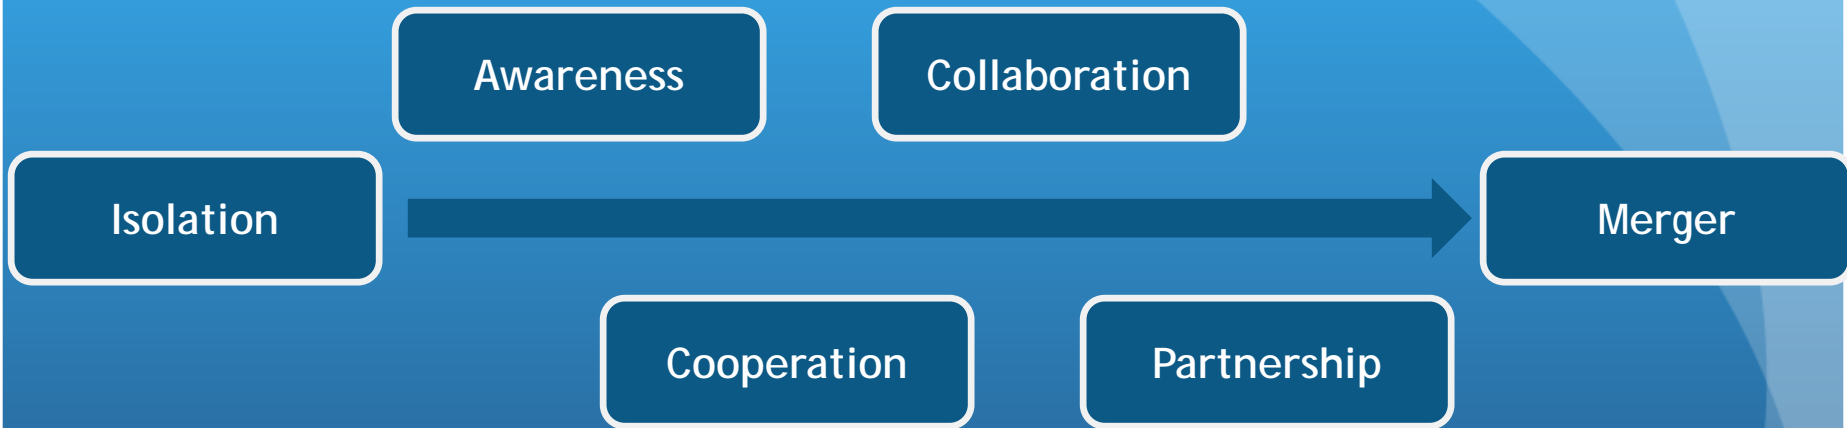 Awareness
Collaboration
Isolation
Merger
Cooperation
Partnership